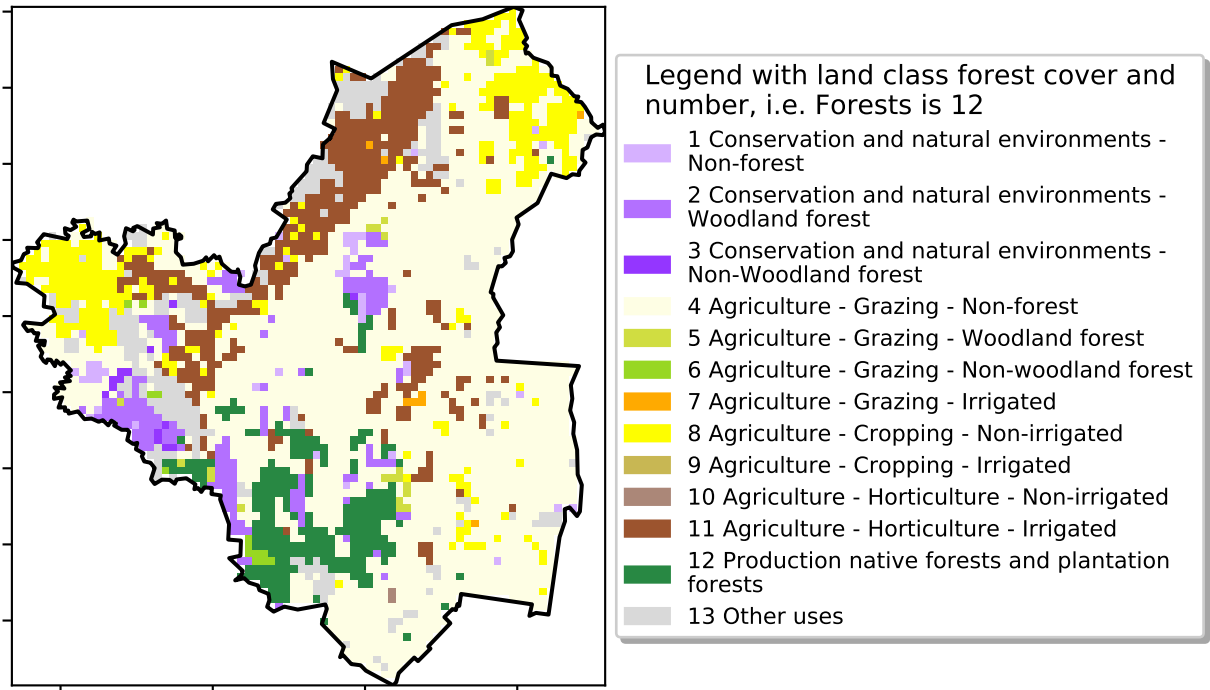 Legend with land class forest cover and
number, i.e. Forests is 12
1 Conservation and natural environments -
Non-forest
2 Conservation and natural environments -
Woodland forest
3 Conservation and natural environments -
Non-Woodland forest
4 Agriculture - Grazing - Non-forest
5 Agriculture - Grazing - Woodland forest
6 Agriculture - Grazing - Non-woodland forest
7 Agriculture - Grazing - Irrigated
8 Agriculture - Cropping - Non-irrigated
9 Agriculture - Cropping - Irrigated
10 Agriculture - Horticulture - Non-irrigated
11 Agriculture - Horticulture - Irrigated
12 Production native forests and plantation
forests
13 Other uses